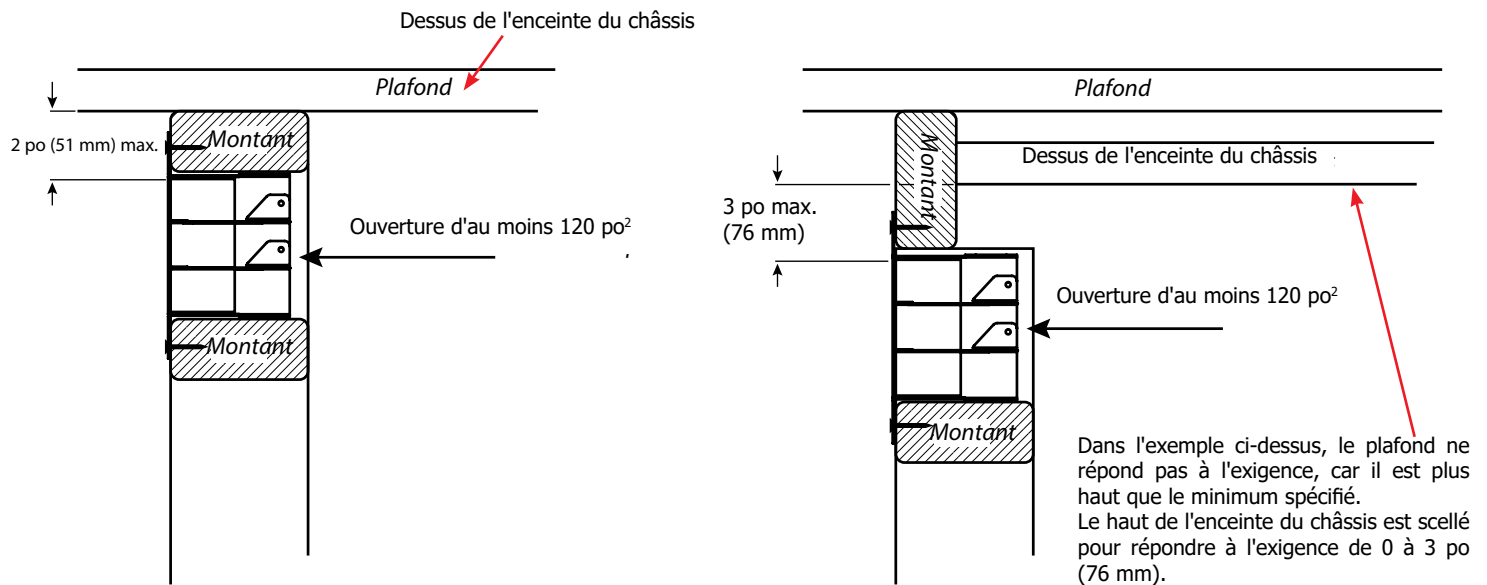 Dessus de l'enceinte du châssis
Plafond
2 po (51 mm) max.
Montant
Ouverture d'au moins 120 po²
Montant
Plafond
Montant
Dessus de l'enceinte du châssis
3 po max.
(76 mm)
Ouverture d'au moins 120 po²
Montant
Dans l'exemple ci-dessus, le plafond ne
répond pas à l'exigence, car il est plus
haut que le minimum spécifié.
Le haut de l'enceinte du châssis est scellé
pour répondre à l'exigence de 0 à 3 po
(76 mm).